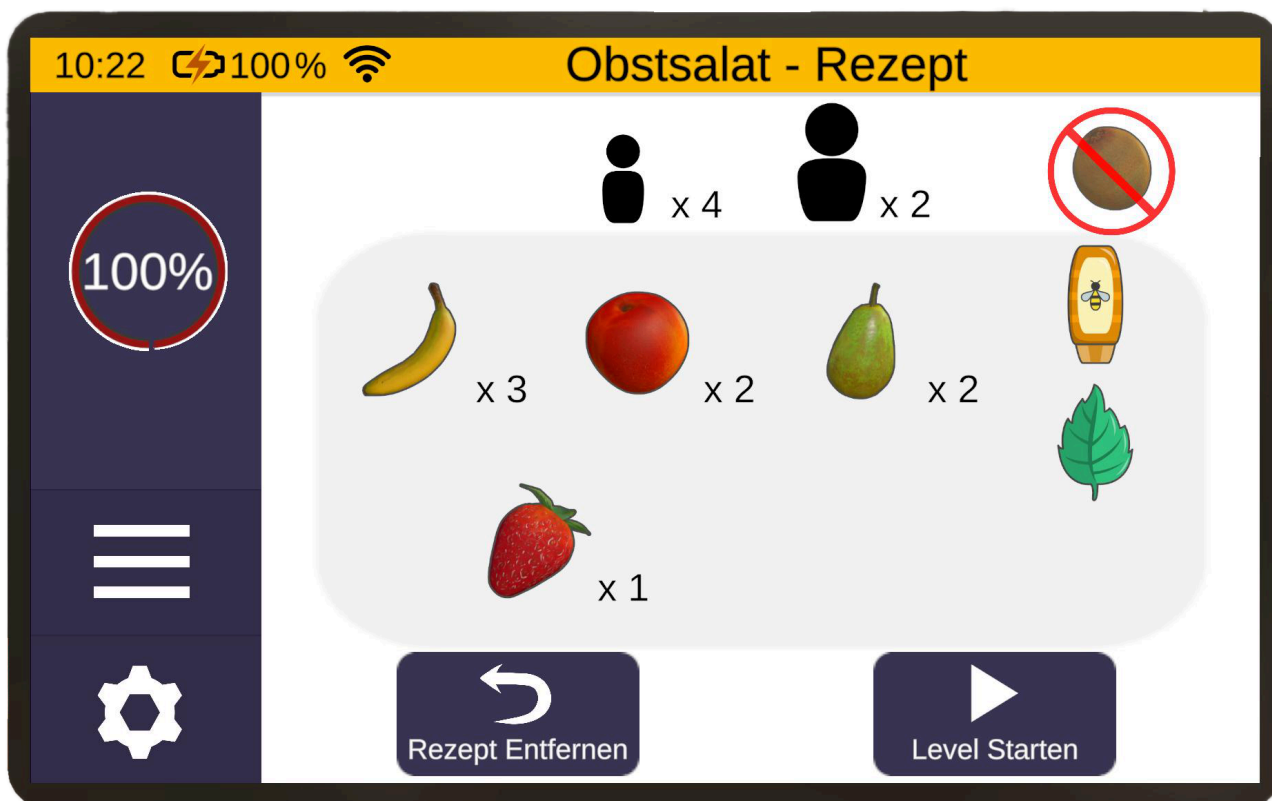 10:22 100% Obstsalat - Rezept
x 4 x 2
100%
x 3 x 2 x 2
x 1
Rezept Entfernen Level Starten